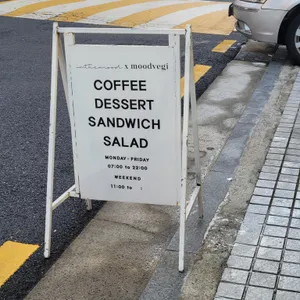 x moodvegi
COFFEE
DESSERT
SANDWICH
SALAD
MONDAY - FRIDAY
07:00 to 22:00
WEEKEND
11:00 to